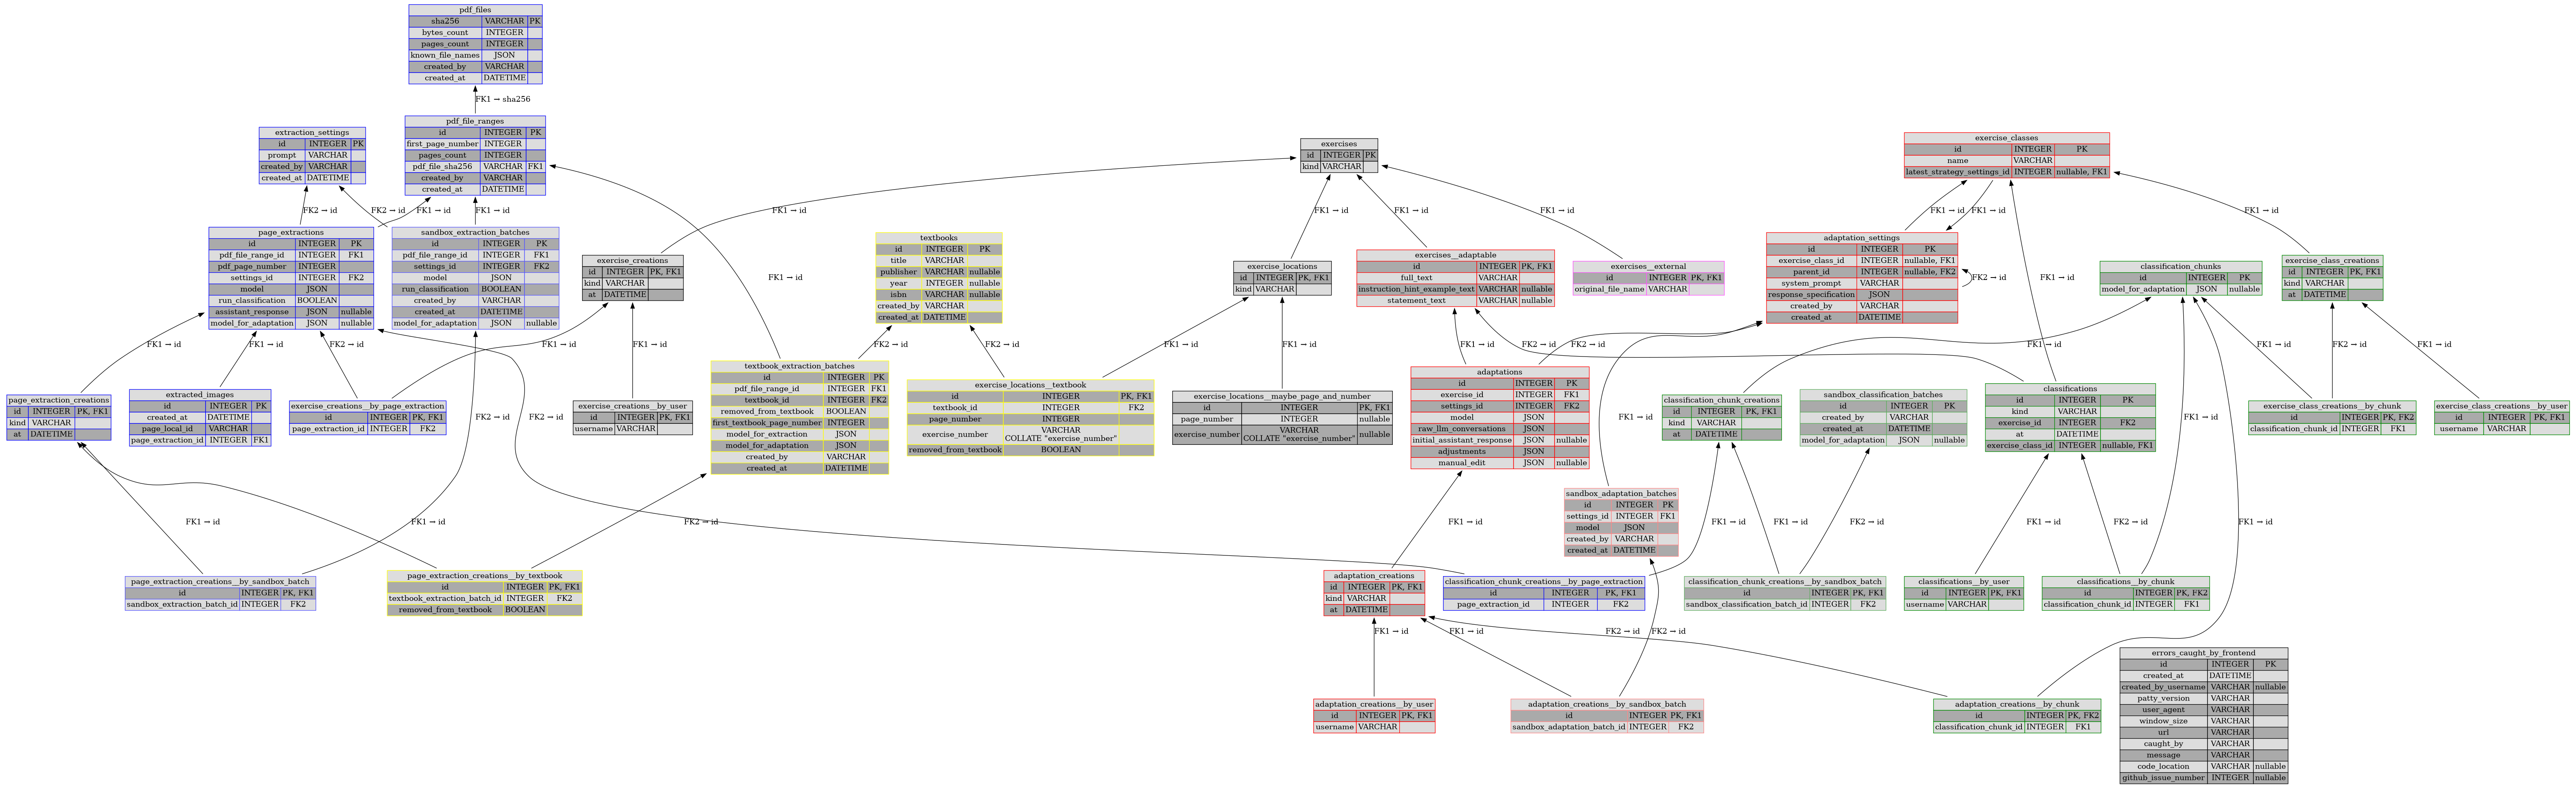 pdf_files
sha256 VARCHAR PK
bytes_count INTEGER
pages_count INTEGER
known_file_names JSON
created_by VARCHAR
created_at DATETIME
FK1 → sha256
pdf_file_ranges
id INTEGER PK
first_page_number INTEGER
pages_count INTEGER
pdf_file_sha256 VARCHAR FK1
created_by VARCHAR
created_at DATETIME
extraction_settings
id INTEGER PK
prompt VARCHAR
created_by VARCHAR
created_at DATETIME
exercises
id INTEGER PK
kind VARCHAR
exercise_classes
id INTEGER PK
name VARCHAR
latest_strategy_settings_id INTEGER nullable, FK1
FK2 → id
FK2 → id
FK1 → id
FK1 → id
FK1 → id
FK1 → id
FK1 → id
FK1 → id
FK1 → id
FK1 → id
FK1 → id
page_extractions
id INTEGER PK
pdf_file_range_id INTEGER FK1
pdf_page_number INTEGER
settings_id INTEGER FK2
model JSON
run_classification BOOLEAN
assistant_response JSON nullable
model_for_adaptation JSON nullable
sandbox_extraction_batches
id INTEGER PK
pdf_file_range_id INTEGER FK1
settings_id INTEGER FK2
model JSON
run_classification BOOLEAN
created_by VARCHAR
created_at DATETIME
model_for_adaptation JSON nullable
exercise_creations
id INTEGER PK, FK1
kind VARCHAR
at DATETIME
FK1 → id
textbooks
id INTEGER PK
title VARCHAR
publisher VARCHAR nullable
year INTEGER nullable
isbn VARCHAR nullable
created_by VARCHAR
created_at DATETIME
exercise_locations
id INTEGER PK, FK1
kind VARCHAR
exercises__adaptable
id INTEGER PK, FK1
full_text VARCHAR
instruction_hint_example_text VARCHAR nullable
statement_text VARCHAR nullable
exercises__external
id INTEGER PK, FK1
original_file_name VARCHAR
adaptation_settings
id INTEGER PK
exercise_class_id INTEGER nullable, FK1
parent_id INTEGER nullable, FK2
system_prompt VARCHAR
response_specification JSON
created_by VARCHAR
created_at DATETIME
FK2 → id
FK1 → id
classification_chunks
id INTEGER PK
model_for_adaptation JSON nullable
exercise_class_creations
id INTEGER PK, FK1
kind VARCHAR
at DATETIME
FK1 → id
FK1 → id
FK2 → id
FK1 → id
FK1 → id
FK2 → id
FK2 → id
FK1 → id
FK1 → id
FK1 → id
FK2 → id
FK2 → id
FK1 → id
FK1 → id
FK2 → id
FK1 → id
page_extraction_creations
id INTEGER PK, FK1
kind VARCHAR
at DATETIME
extracted_images
id INTEGER PK
created_at DATETIME
page_local_id VARCHAR
page_extraction_id INTEGER FK1
exercise_creations__by_page_extraction
id INTEGER PK, FK1
page_extraction_id INTEGER FK2
FK2 → id
FK2 → id
exercise_creations__by_user
id INTEGER PK, FK1
username VARCHAR
textbook_extraction_batches
id INTEGER PK
pdf_file_range_id INTEGER FK1
textbook_id INTEGER FK2
removed_from_textbook BOOLEAN
first_textbook_page_number INTEGER
model_for_extraction JSON
model_for_adaptation JSON
created_by VARCHAR
created_at DATETIME
exercise_locations__textbook
id INTEGER PK, FK1
textbook_id INTEGER FK2
page_number INTEGER
exercise_number VARCHAR
COLLATE "exercise_number"
removed_from_textbook BOOLEAN
exercise_locations__maybe_page_and_number
id INTEGER PK, FK1
page_number INTEGER nullable
exercise_number VARCHAR
COLLATE "exercise_number" nullable
adaptations
id INTEGER PK
exercise_id INTEGER FK1
settings_id INTEGER FK2
model JSON
raw_llm_conversations JSON
initial_assistant_response JSON nullable
adjustments JSON
manual_edit JSON nullable
FK1 → id
classification_chunk_creations
id INTEGER PK, FK1
kind VARCHAR
at DATETIME
sandbox_classification_batches
id INTEGER PK
created_by VARCHAR
created_at DATETIME
model_for_adaptation JSON nullable
classifications
id INTEGER PK
kind VARCHAR
exercise_id INTEGER FK2
at DATETIME
exercise_class_id INTEGER nullable, FK1
FK1 → id
exercise_class_creations__by_chunk
id INTEGER PK, FK2
classification_chunk_id INTEGER FK1
exercise_class_creations__by_user
id INTEGER PK, FK1
username VARCHAR
sandbox_adaptation_batches
id INTEGER PK
settings_id INTEGER FK1
model JSON
created_by VARCHAR
created_at DATETIME
FK1 → id
FK1 → id
FK2 → id
FK1 → id
FK1 → id
FK1 → id
FK2 → id
FK1 → id
FK2 → id
FK1 → id
page_extraction_creations__by_sandbox_batch
id INTEGER PK, FK1
sandbox_extraction_batch_id INTEGER FK2
page_extraction_creations__by_textbook
id INTEGER PK, FK1
textbook_extraction_batch_id INTEGER FK2
removed_from_textbook BOOLEAN
adaptation_creations
id INTEGER PK, FK1
kind VARCHAR
at DATETIME
classification_chunk_creations__by_page_extraction
id INTEGER PK, FK1
page_extraction_id INTEGER FK2
classification_chunk_creations__by_sandbox_batch
id INTEGER PK, FK1
sandbox_classification_batch_id INTEGER FK2
classifications__by_user
id INTEGER PK, FK1
username VARCHAR
classifications__by_chunk
id INTEGER PK, FK2
classification_chunk_id INTEGER FK1
FK1 → id
FK1 → id
FK2 → id
FK2 → id
adaptation_creations__by_user
id INTEGER PK, FK1
username VARCHAR
adaptation_creations__by_sandbox_batch
id INTEGER PK, FK1
sandbox_adaptation_batch_id INTEGER FK2
adaptation_creations__by_chunk
id INTEGER PK, FK2
classification_chunk_id INTEGER FK1
errors_caught_by_frontend
id INTEGER PK
created_at DATETIME
created_by_username VARCHAR nullable
patty_version VARCHAR
user_agent VARCHAR
window_size VARCHAR
url VARCHAR
caught_by VARCHAR
message VARCHAR
code_location VARCHAR nullable
github_issue_number INTEGER nullable